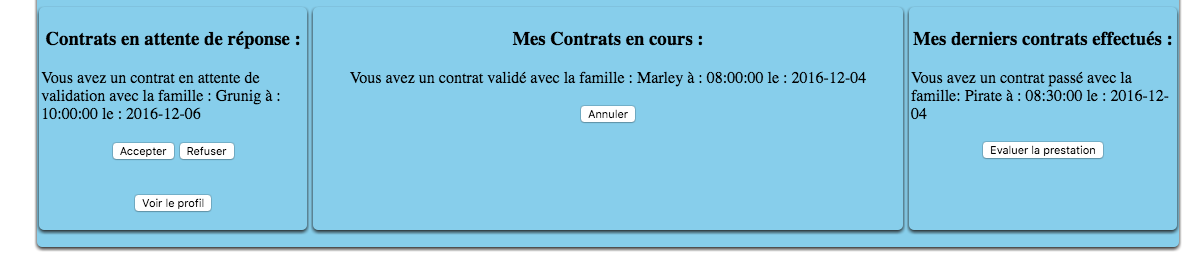 Contrats en attente de réponse :
Vous avez un contrat en attente de
validation avec la famille : Grunig à :
10:00:00 le : 2016-12-06
Accepter Refuser
Voir le profil
Mes Contrats en cours :
Vous avez un contrat validé avec la famille : Marley à : 08:00:00 le : 2016-12-04
Annuler
Mes derniers contrats effectués :
Vous avez un contrat passé avec la
famille: Pirate à : 08:30:00 le : 2016-12-
04
Evaluer la prestation